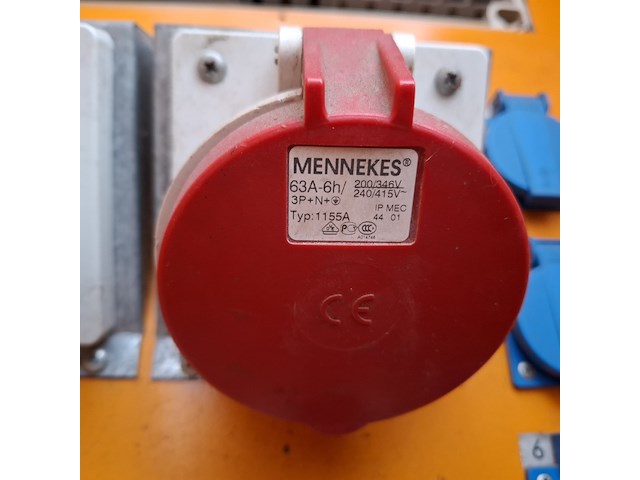 MENNEKES®
63A-6h/ 200/346V
240/415V~
3P+N+⏚
IP MEC
Typ:1155A 44 01
CE
6